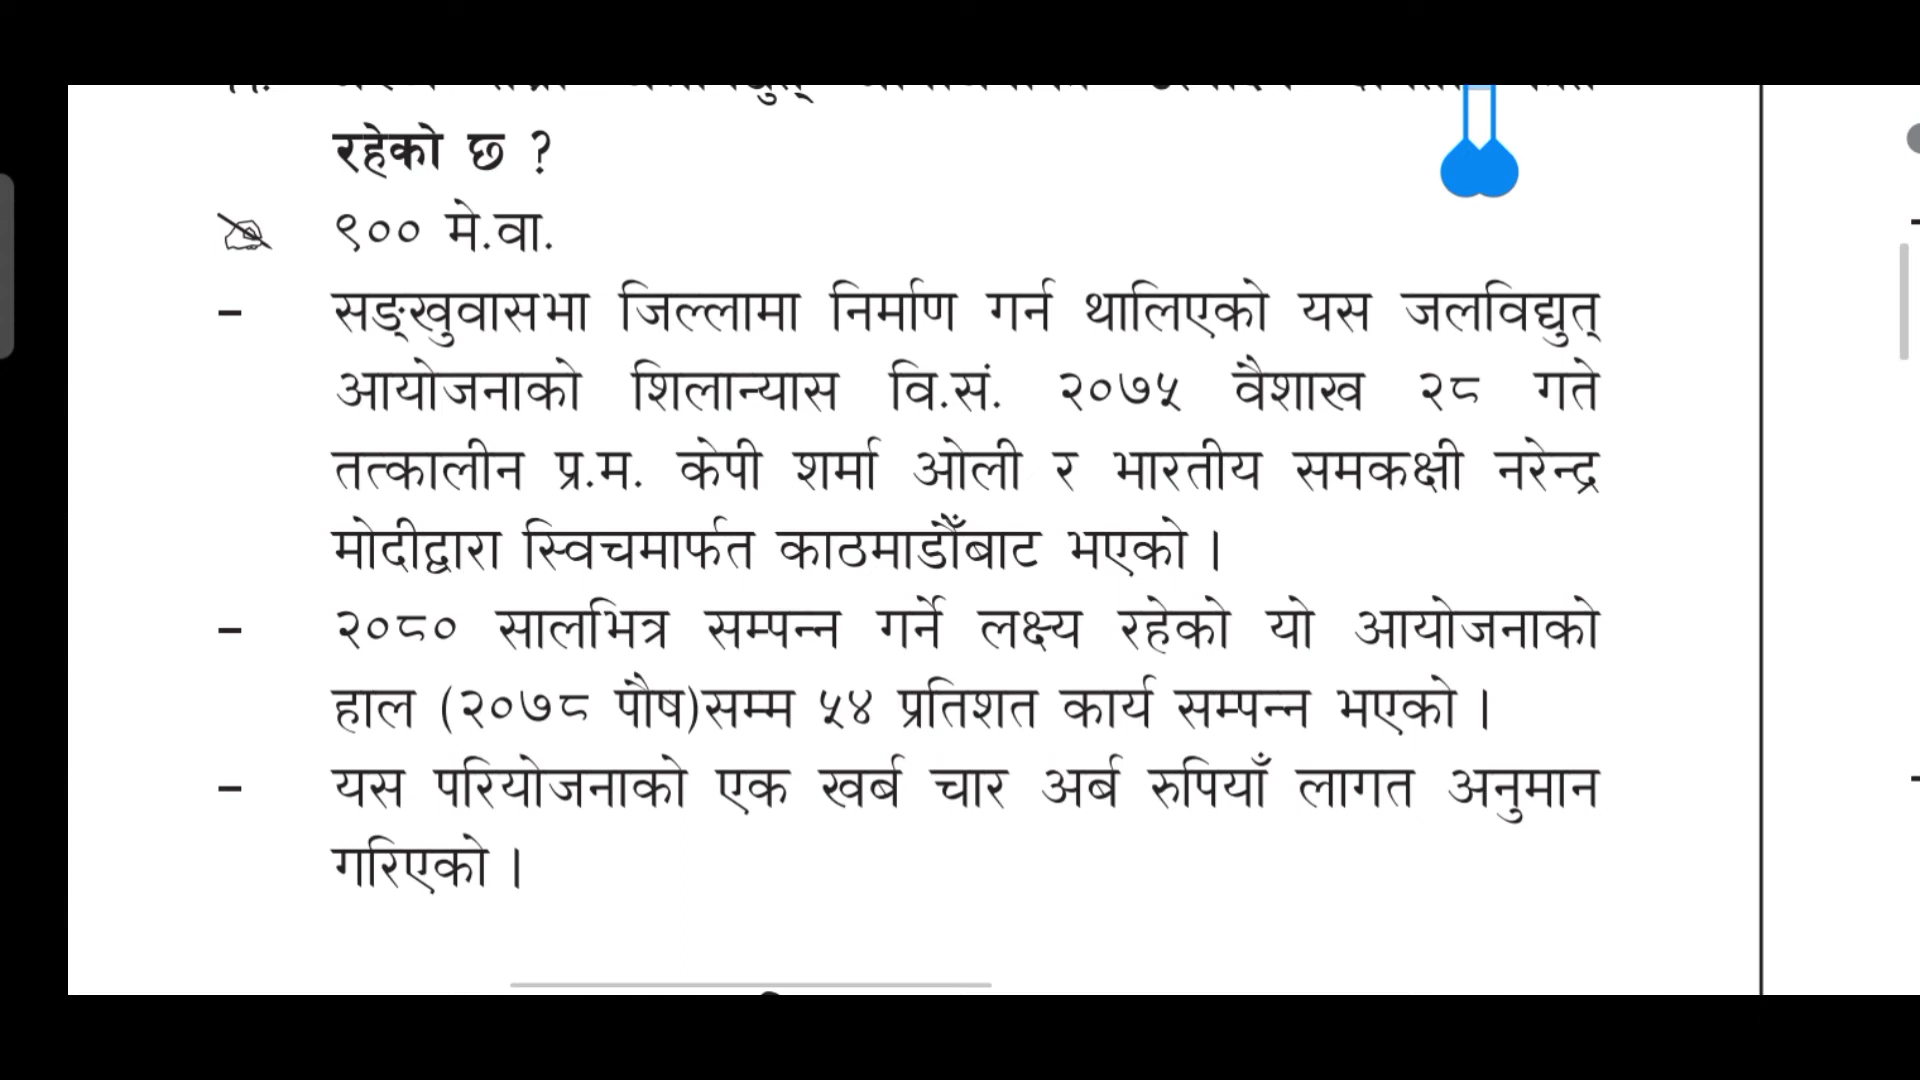 रहेको छ ?
९०० मे.वा.
- सङ्खुवासभा जिल्लामा निर्माण गर्न थालिएको यस जलविद्युत्
आयोजनाको शिलान्यास वि.सं. २०७५ वैशाख २८ गते
तत्कालीन प्र.म. केपी शर्मा ओली र भारतीय समकक्षी नरेन्द्र
मोदीद्वारा स्विचमार्फत काठमाडौँबाट भएको ।
- २०८० सालभित्र सम्पन्न गर्ने लक्ष्य रहेको यो आयोजनाको
हाल (२०७८ पौष)सम्म ५४ प्रतिशत कार्य सम्पन्न भएको ।
- यस परियोजनाको एक खर्ब चार अर्ब रुपियाँ लागत अनुमान
गरिएको ।